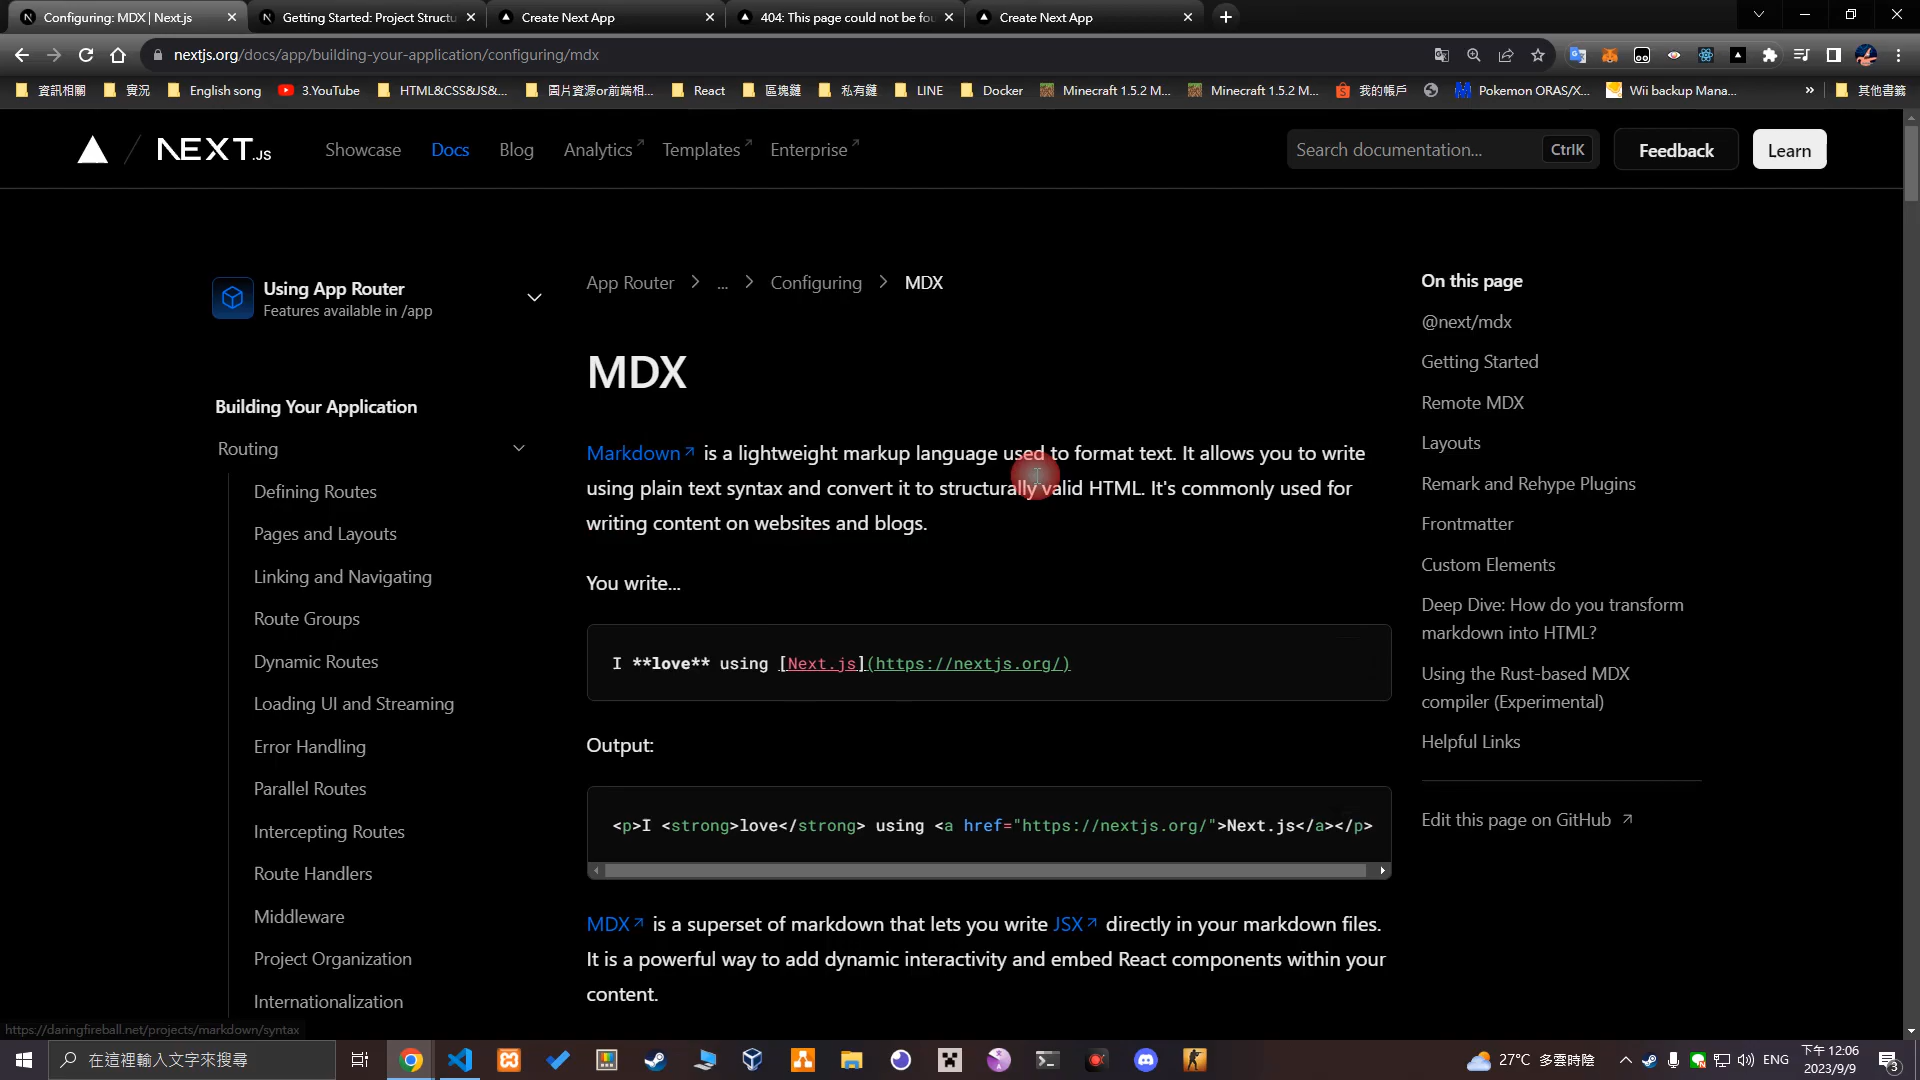 Configuring: MDX | Next.js
Getting Started: Project Structu
Create Next App
404: This page could not be fou
Create Next App
nextjs.org/docs/app/building-your-application/configuring/mdx
資訊相關
實況
English song
3.YouTube
HTML&CSS&JS&...
圖片資源or前端相...
React
區塊鏈
私有鏈
LINE
Docker
Minecraft 1.5.2 M...
Minecraft 1.5.2 M...
我的帳戶
Pokemon ORAS/X...
Wii backup Mana...
»
其他書籤
NEXT.JS
Showcase
Docs
Blog
Analytics
Templates
Enterprise
Search documentation...
CtrlK
Feedback
Learn
Using App Router
Features available in /app
Building Your Application
Routing
Defining Routes
Pages and Layouts
Linking and Navigating
Route Groups
Dynamic Routes
Loading UI and Streaming
Error Handling
Parallel Routes
Intercepting Routes
Route Handlers
Middleware
Project Organization
Internationalization
App Router
...
Configuring
MDX
MDX
Markdown is a lightweight markup language used to format text. It allows you to write
using plain text syntax and convert it to structurally valid HTML. It's commonly used for
writing content on websites and blogs.
You write...
I **love** using [Next.js](https://nextjs.org/)
Output:
<p>I <strong>love</strong> using <a href="https://nextjs.org/">Next.js</a></p>
MDX is a superset of markdown that lets you write JSX directly in your markdown files.
It is a powerful way to add dynamic interactivity and embed React components within your
content.
On this page
@next/mdx
Getting Started
Remote MDX
Layouts
Remark and Rehype Plugins
Frontmatter
Custom Elements
Deep Dive: How do you transform
markdown into HTML?
Using the Rust-based MDX
compiler (Experimental)
Helpful Links
Edit this page on GitHub
https://daringfireball.net/projects/markdown/syntax
在這裡輸入文字來搜尋
27°C 多雲時陰
ENG
下午 12:06
2023/9/9
3